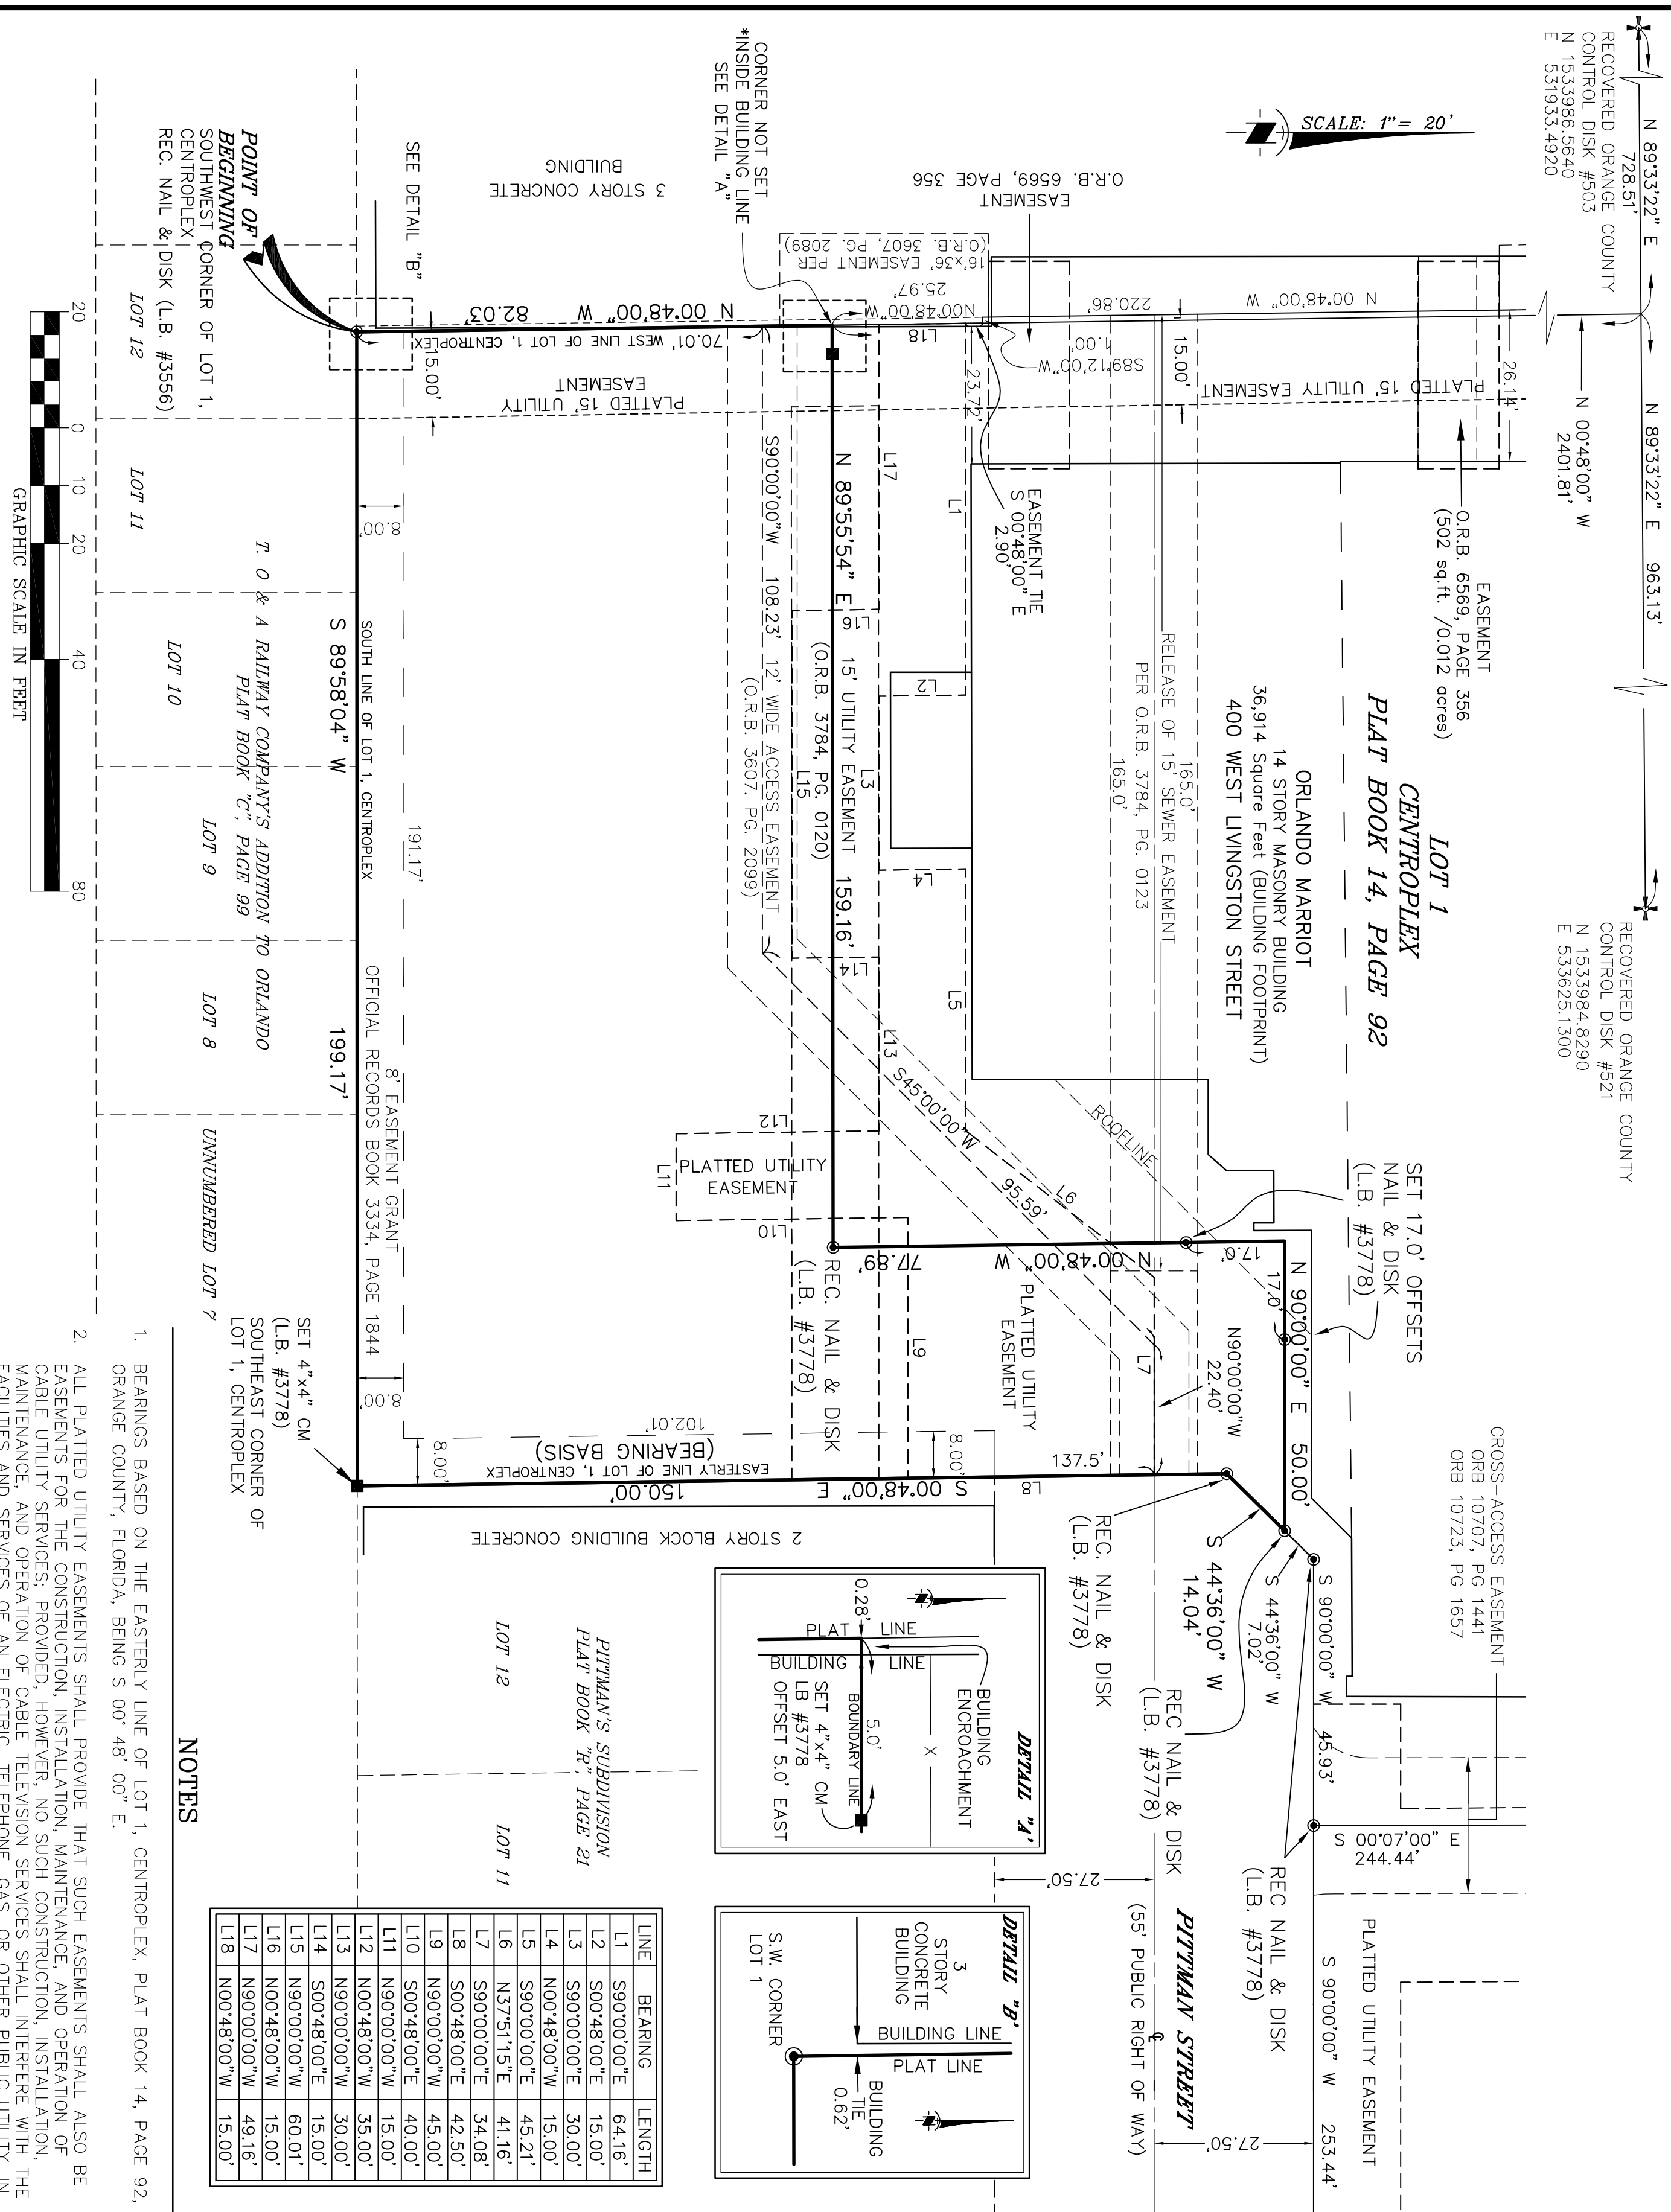 N 89°33'22" E
728.51'
N 89°33'22" E 963.13'
RECOVERED ORANGE COUNTY
CONTROL DISK #503
N 1533986.5640
E 531933.4920
RECOVERED ORANGE COUNTY
CONTROL DISK #521
N 1533984.8290
E 533625.1300
N 00°48'00" W
2401.81'
SCALE: 1"= 20'
EASEMENT
O.R.B. 6569, PAGE 356
EASEMENT
O.R.B. 6569, PAGE 356
(502 sq.ft. /0.012 acres)
26.14'
LOT 1
CENTROPLEX
PLAT BOOK 14, PAGE 92
ORLANDO MARRIOT
14 STORY MASONRY BUILDING
36,914 Square Feet (BUILDING FOOTPRINT)
400 WEST LIVINGSTON STREET
PLATTED 15' UTILITY EASEMENT
N 00°48'00" W
220.86
15.00'
1.00'
S89°12'00"W
23.72'
165.0'
RELEASE OF 15' SEWER EASEMENT
PER O.R.B. 3784, PG. 0123
165.0'
EASEMENT TIE
S 00°48'00" E
2.90'
CORNER NOT SET
*INSIDE BUILDING LINE
SEE DETAIL "A"
16'x36' EASEMENT PER
(O.R.B. 3607, PG. 2089)
N00°48'00"W
25.97'
L18
L17
L1
L16
L2
L3
L15
L4
L14
L5
L13
L12
L11
L10
L6
L7
L9
L8
N 89°55'54" E
159.16'
15' UTILITY EASEMENT
(O.R.B. 3784, PG. 0120)
S90°00'00"W 108.23'
12' WIDE ACCESS EASEMENT
(O.R.B. 3607. PG. 2099)
S45°00'00"W
95.59'
ROOFLINE
PLATTED UTILITY
EASEMENT
PLATTED UTILITY
EASEMENT
3 STORY CONCRETE
BUILDING
SEE DETAIL "B"
N 00°48'00" W 82.03'
70.01' WEST LINE OF LOT 1, CENTROPLEX
15.00'
PLATTED 15' UTILITY
EASEMENT
POINT OF
BEGINNING
SOUTHWEST CORNER OF LOT 1,
CENTROPLEX
REC. NAIL & DISK (L.B. #3556)
8.00'
191.17'
SOUTH LINE OF LOT 1, CENTROPLEX
S 89°58'04" W
199.17'
8' EASEMENT GRANT
OFFICIAL RECORDS BOOK 3334, PAGE 1844
8.00'
8.00'
T. O & A RAILWAY COMPANY'S ADDITION TO ORLANDO
PLAT BOOK "C", PAGE 99
LOT 12
LOT 11
LOT 10
LOT 9
LOT 8
UNNUMBERED LOT 7
20 0 10 20 40 80
GRAPHIC SCALE IN FEET
SET 17.0' OFFSETS
NAIL & DISK
(L.B. #3778)
17.0'
17.0'
N 90°00'00" E 50.00'
N90°00'00"W
22.40'
N 00°48'00" W
77.89'
REC. NAIL & DISK
(L.B. #3778)
137.5'
8.00'
102.01'
(BEARING BASIS)
EASTERLY LINE OF LOT 1, CENTROPLEX
S 00°48'00" E
150.00'
SET 4"x4" CM
(L.B. #3778)
SOUTHEAST CORNER OF
LOT 1, CENTROPLEX
2 STORY BLOCK BUILDING CONCRETE
REC. NAIL & DISK
(L.B. #3778)
S 44°36'00" W
14.04'
S 44°36'00" W
7.02'
REC NAIL & DISK
(L.B. #3778)
CROSS-ACCESS EASEMENT
ORB 10707, PG 1441
ORB 10723, PG 1657
S 90°00'00" W 45.93'
S 00°07'00" E
244.44'
REC NAIL & DISK
(L.B. #3778)
PLATTED UTILITY EASEMENT
S 90°00'00" W 253.44'
PITTMAN STREET
(55' PUBLIC RIGHT OF WAY)
27.50'
27.50'
DETAIL "A"
0.28'
PLAT LINE
BUILDING LINE
BUILDING
ENCROACHMENT
X
5.0'
BOUNDARY LINE
SET 4"x4" CM
LB #3778
OFFSET 5.0' EAST
DETAIL "B"
3
STORY
CONCRETE
BUILDING
BUILDING LINE
PLAT LINE
BUILDING
TIE
0.62'
S.W. CORNER
LOT 1
PITTMAN'S SUBDIVISION
PLAT BOOK "R", PAGE 21
LOT 12
LOT 11
LINE BEARING LENGTH
L1 S90°00'00"E 64.16'
L2 S00°48'00"E 15.00'
L3 S90°00'00"E 30.00'
L4 N00°48'00"W 15.00'
L5 S90°00'00"E 45.21'
L6 N37°51'15"E 41.16'
L7 S90°00'00"E 34.08'
L8 S00°48'00"E 42.50'
L9 N90°00'00"W 45.00'
L10 S00°48'00"E 40.00'
L11 N90°00'00"W 15.00'
L12 N00°48'00"W 35.00'
L13 N90°00'00"W 30.00'
L14 S00°48'00"E 15.00'
L15 N90°00'00"W 60.01'
L16 N00°48'00"W 15.00'
L17 N90°00'00"W 49.16'
L18 N00°48'00"W 15.00'
NOTES
1. BEARINGS BASED ON THE EASTERLY LINE OF LOT 1, CENTROPLEX, PLAT BOOK 14, PAGE 92,
ORANGE COUNTY, FLORIDA, BEING S 00° 48' 00" E.
2. ALL PLATTED UTILITY EASEMENTS SHALL PROVIDE THAT SUCH EASEMENTS SHALL ALSO BE
EASEMENTS FOR THE CONSTRUCTION, INSTALLATION, MAINTENANCE, AND OPERATION OF
CABLE UTILITY SERVICES; PROVIDED, HOWEVER, NO SUCH CONSTRUCTION, INSTALLATION,
MAINTENANCE, AND OPERATION OF CABLE TELEVISION SERVICES SHALL INTERFERE WITH THE
FACILITIES AND SERVICES OF AN ELECTRIC, TELEPHONE, GAS, OR OTHER PUBLIC UTILITY. IN